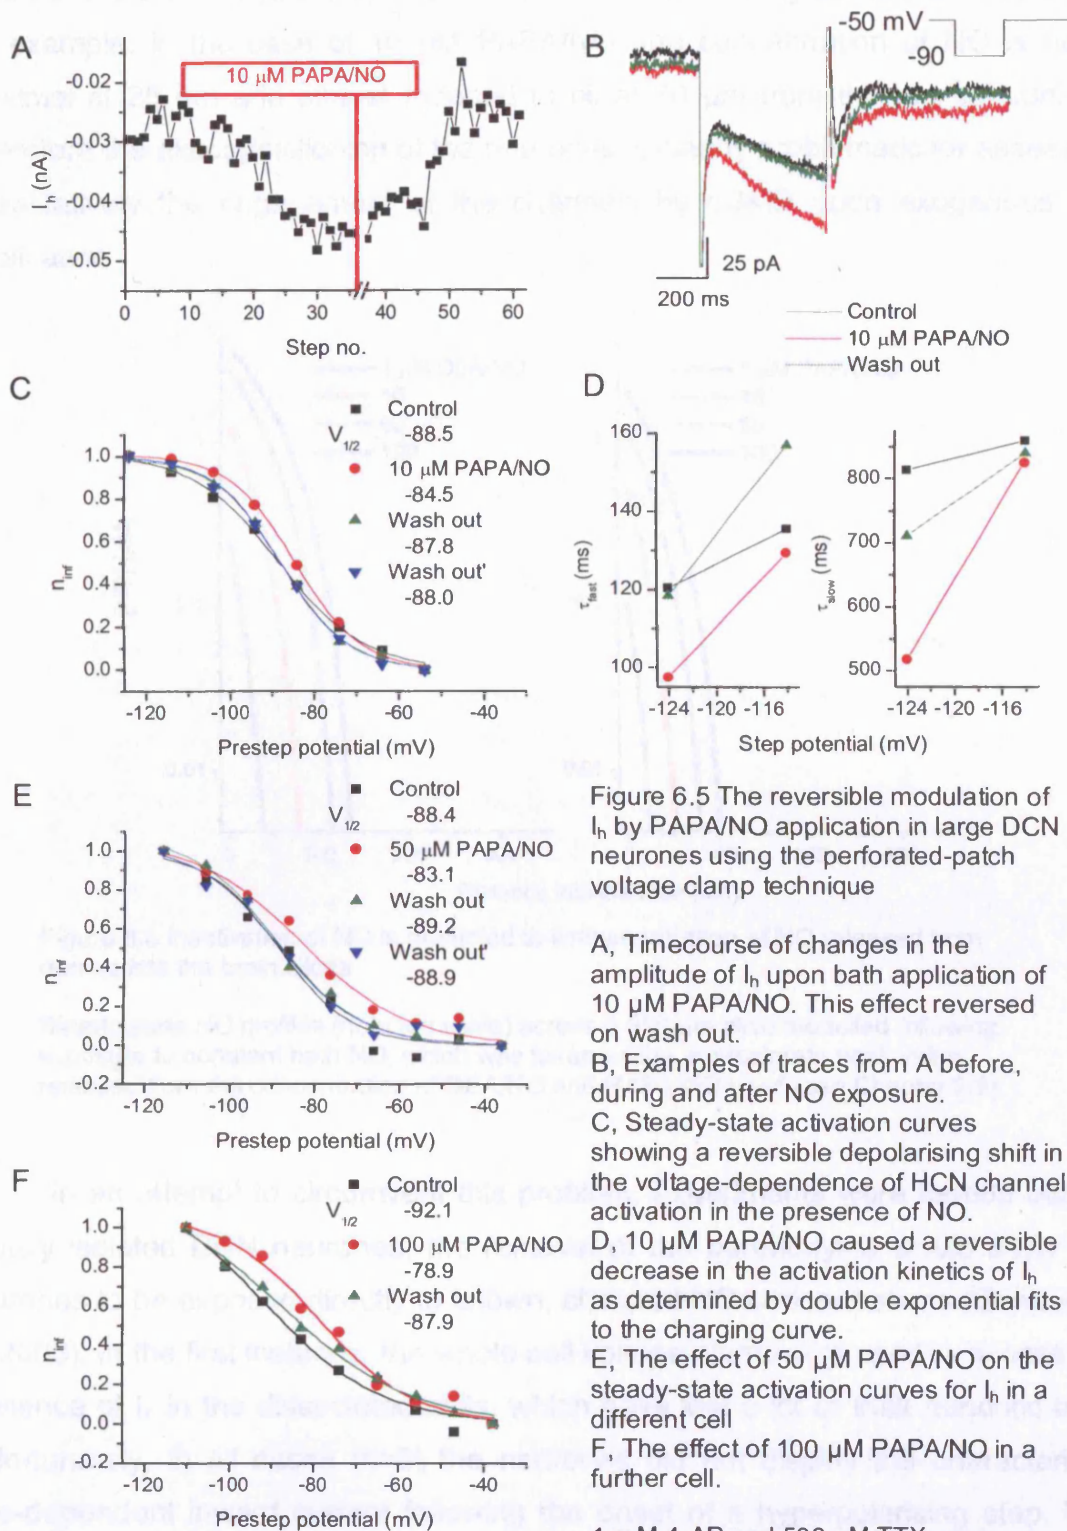 A
10 μM PAPA/NO
-0.02
-0.03
-0.04
-0.05
I_h (nA)
0 10 20 30 40 50 60
Step no.
B
-50 mV
-90
25 pA
200 ms
Control
10 μM PAPA/NO
Wash out
C
Control
V1/2 -88.5
10 μM PAPA/NO
-84.5
Wash out
-87.8
Wash out'
-88.0
1.0
0.8
0.6
0.4
0.2
0.0
n_inf
-120 -100 -80 -60 -40
Prestep potential (mV)
D
160
140
120
100
τ_fast (ms)
-124 -120 -116
800
700
600
500
τ_slow (ms)
-124 -120 -116
Step potential (mV)
E
Control
V1/2 -88.4
50 μM PAPA/NO
-83.1
Wash out
-89.2
Wash out'
-88.9
1.0
0.8
0.6
0.4
0.2
0.0
-0.2
n_inf
-120 -100 -80 -60 -40
Prestep potential (mV)
F
Control
V1/2 -92.1
100 μM PAPA/NO
-78.9
Wash out
-87.9
1.0
0.8
0.6
0.4
0.2
0.0
-0.2
n_inf
-120 -100 -80 -60 -40
Prestep potential (mV)
Figure 6.5 The reversible modulation of
I_h by PAPA/NO application in large DCN
neurones using the perforated-patch
voltage clamp technique
A, Timecourse of changes in the
amplitude of I_h upon bath application of
10 μM PAPA/NO. This effect reversed
on wash out.
B, Examples of traces from A before,
during and after NO exposure.
C, Steady-state activation curves
showing a reversible depolarising shift in
the voltage-dependence of HCN channel
activation in the presence of NO.
D, 10 μM PAPA/NO caused a reversible
decrease in the activation kinetics of I_h
as determined by double exponential fits
to the charging curve.
E, The effect of 50 μM PAPA/NO on the
steady-state activation curves for I_h in a
different cell
F, The effect of 100 μM PAPA/NO in a
further cell.